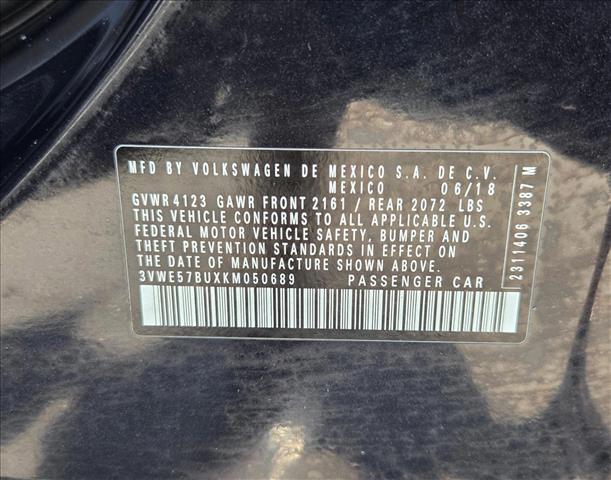 MFD BY VOLKSWAGEN DE MEXICO S.A. DE C.V.
MEXICO 06/18
GVWR 4123 GAWR FRONT 2161 / REAR 2072 LBS
THIS VEHICLE CONFORMS TO ALL APPLICABLE U.S.
FEDERAL MOTOR VEHICLE SAFETY, BUMPER AND
THEFT PREVENTION STANDARDS IN EFFECT ON
THE DATE OF MANUFACTURE SHOWN ABOVE.
3VWE57BUXKM050689 PASSENGER CAR
2311406 3387 M